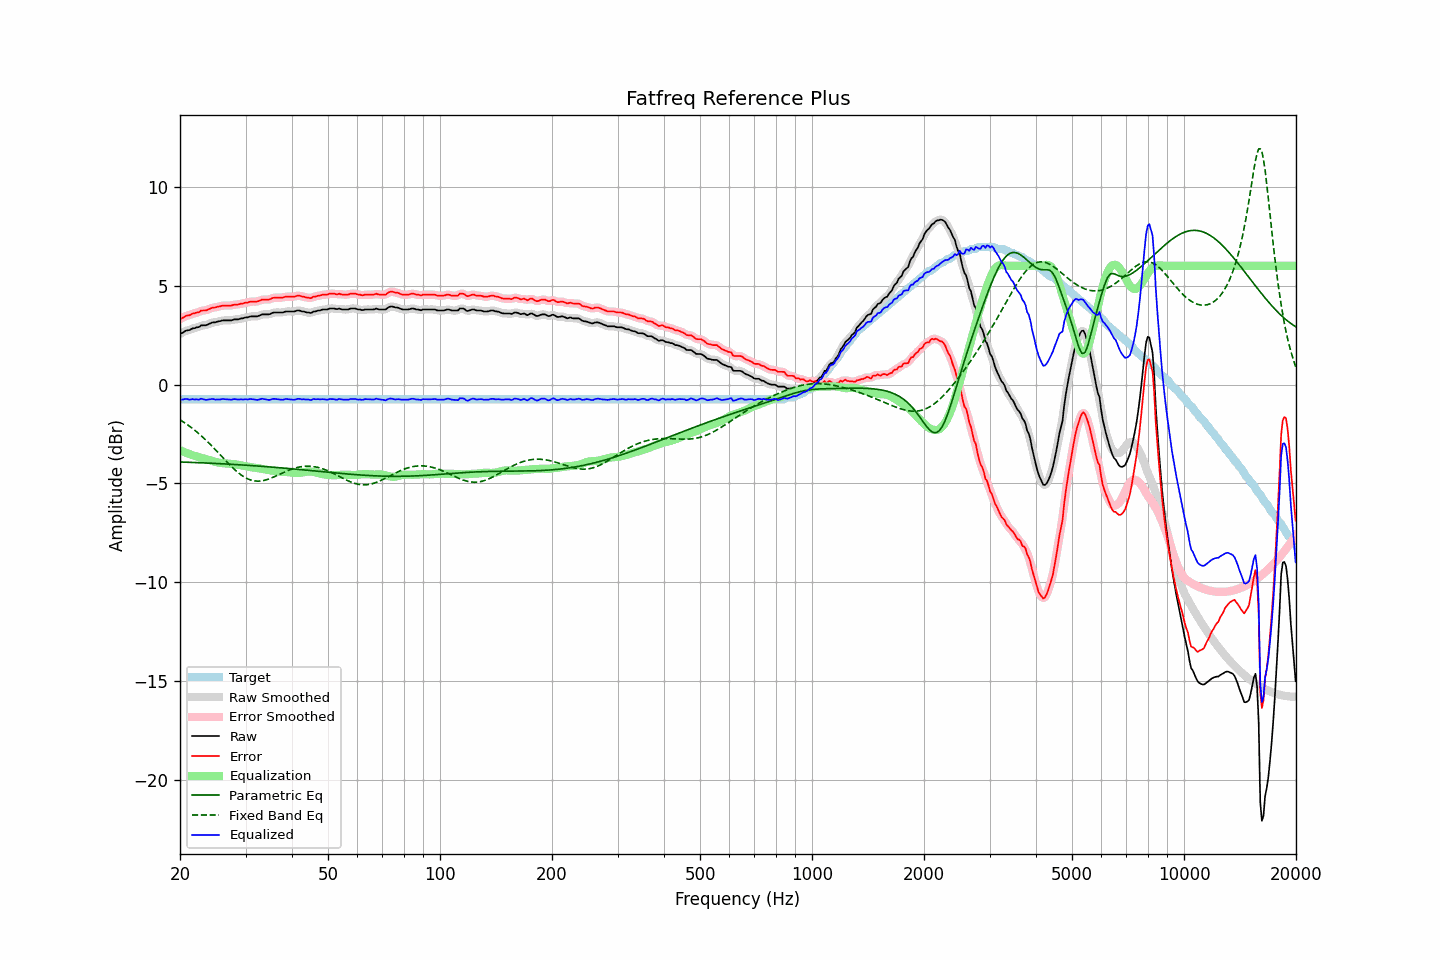 Fatfreq Reference Plus
Amplitude (dBr)
10
5
0
−5
−10
−15
−20
Target
Raw Smoothed
Error Smoothed
Raw
Error
Equalization
Parametric Eq
Fixed Band Eq
Equalized
20 50 100 200 500 1000 2000 5000 10000 20000
Frequency (Hz)